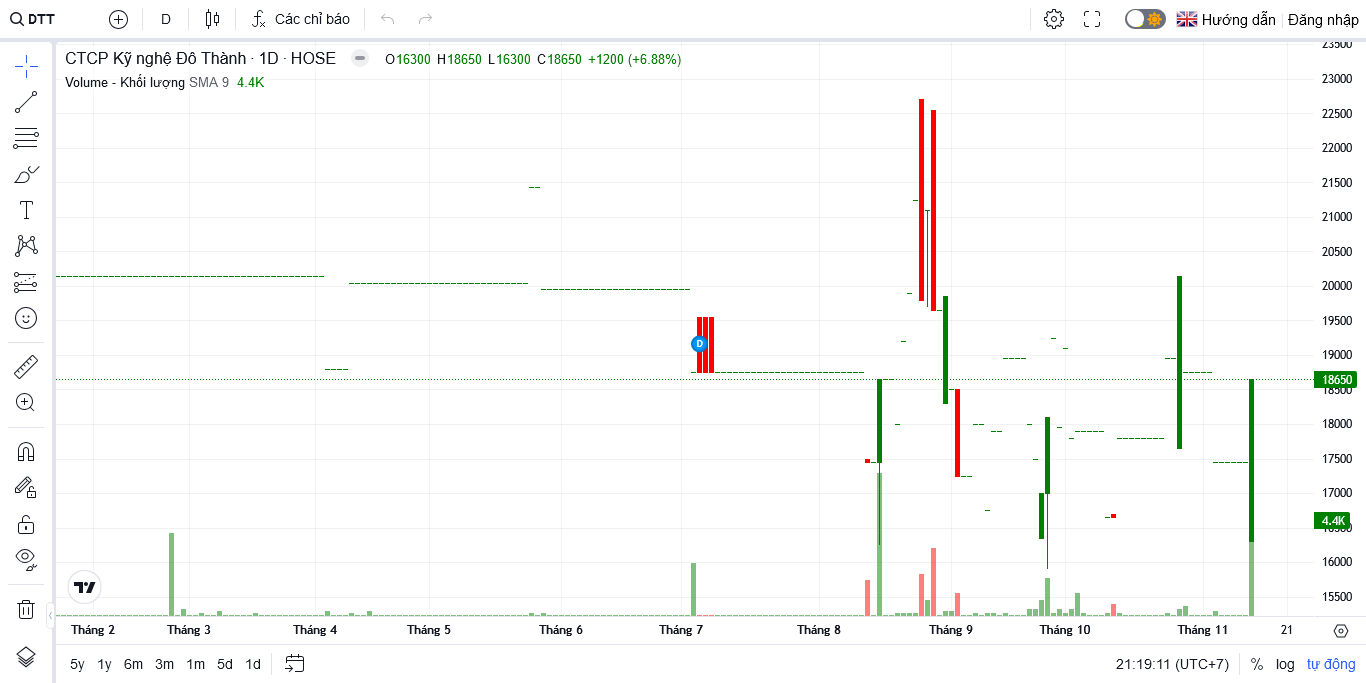 DTT D Các chỉ báo Hướng dẫn Đăng nhập
CTCP Kỹ nghệ Đô Thành · 1D · HOSE O16300 H18650 L16300 C18650 +1200 (+6.88%)
Volume - Khối lượng SMA 9 4.4K
23500
23000
22500
22000
21500
21000
20500
20000
19500
19000
18650
18500
18000
17500
17000
4.4K
16500
16000
15500
D
Tháng 2 Tháng 3 Tháng 4 Tháng 5 Tháng 6 Tháng 7 Tháng 8 Tháng 9 Tháng 10 Tháng 11 21
5y 1y 6m 3m 1m 5d 1d 21:19:11 (UTC+7) % log tự động